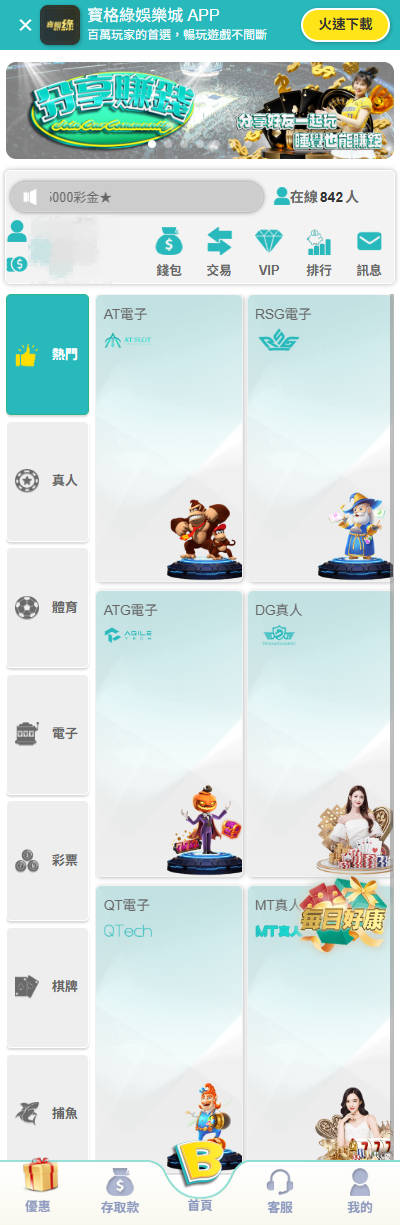 寶格綠娛樂城 APP
百萬玩家的首選，暢玩遊戲不間斷
火速下載
分享賺錢
Join Our Community
分享好友一起玩
睡覺也能賺錢
5000彩金★
在線 842 人
錢包
交易
VIP
排行
訊息
熱門
真人
體育
電子
彩票
棋牌
捕魚
AT電子
AT SLOT
RSG電子
ATG電子
AGILE
TECH
DG真人
QT電子
QTech
MT真人
MT真人
每日好康
優惠
存取款
B
首頁
客服
我的